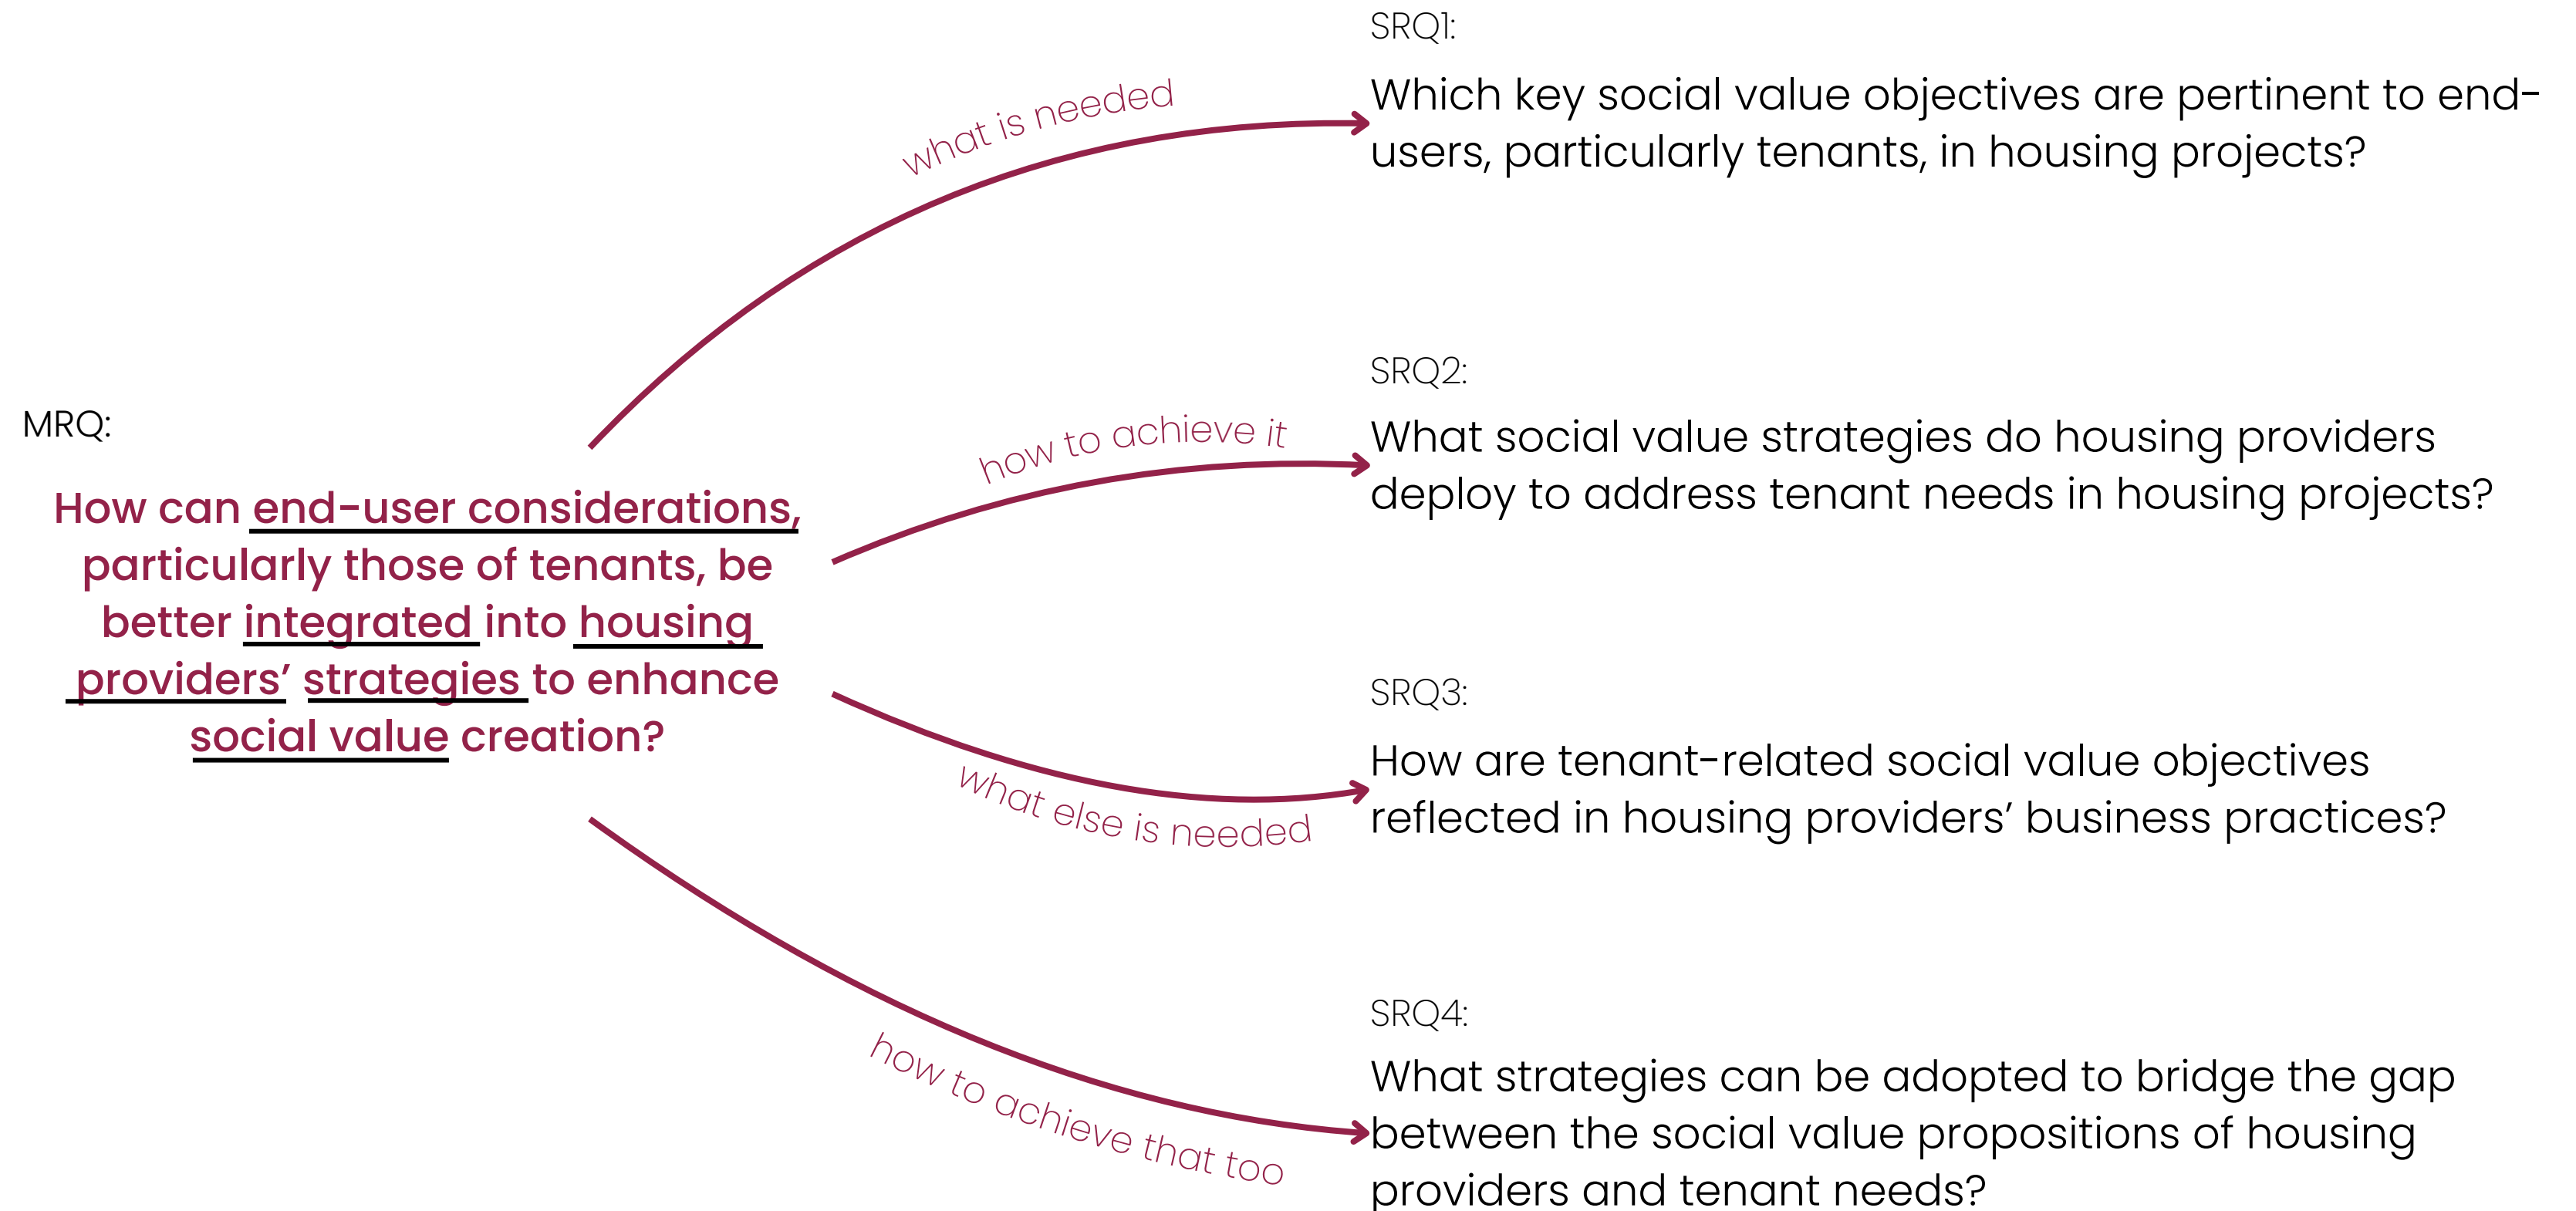 MRQ:
How can end-user considerations,
particularly those of tenants, be
better integrated into housing
providers’ strategies to enhance
social value creation?
what is needed
SRQ1:
Which key social value objectives are pertinent to end-
users, particularly tenants, in housing projects?
how to achieve it
SRQ2:
What social value strategies do housing providers
deploy to address tenant needs in housing projects?
what else is needed
SRQ3:
How are tenant-related social value objectives
reflected in housing providers’ business practices?
how to achieve that too
SRQ4:
What strategies can be adopted to bridge the gap
between the social value propositions of housing
providers and tenant needs?